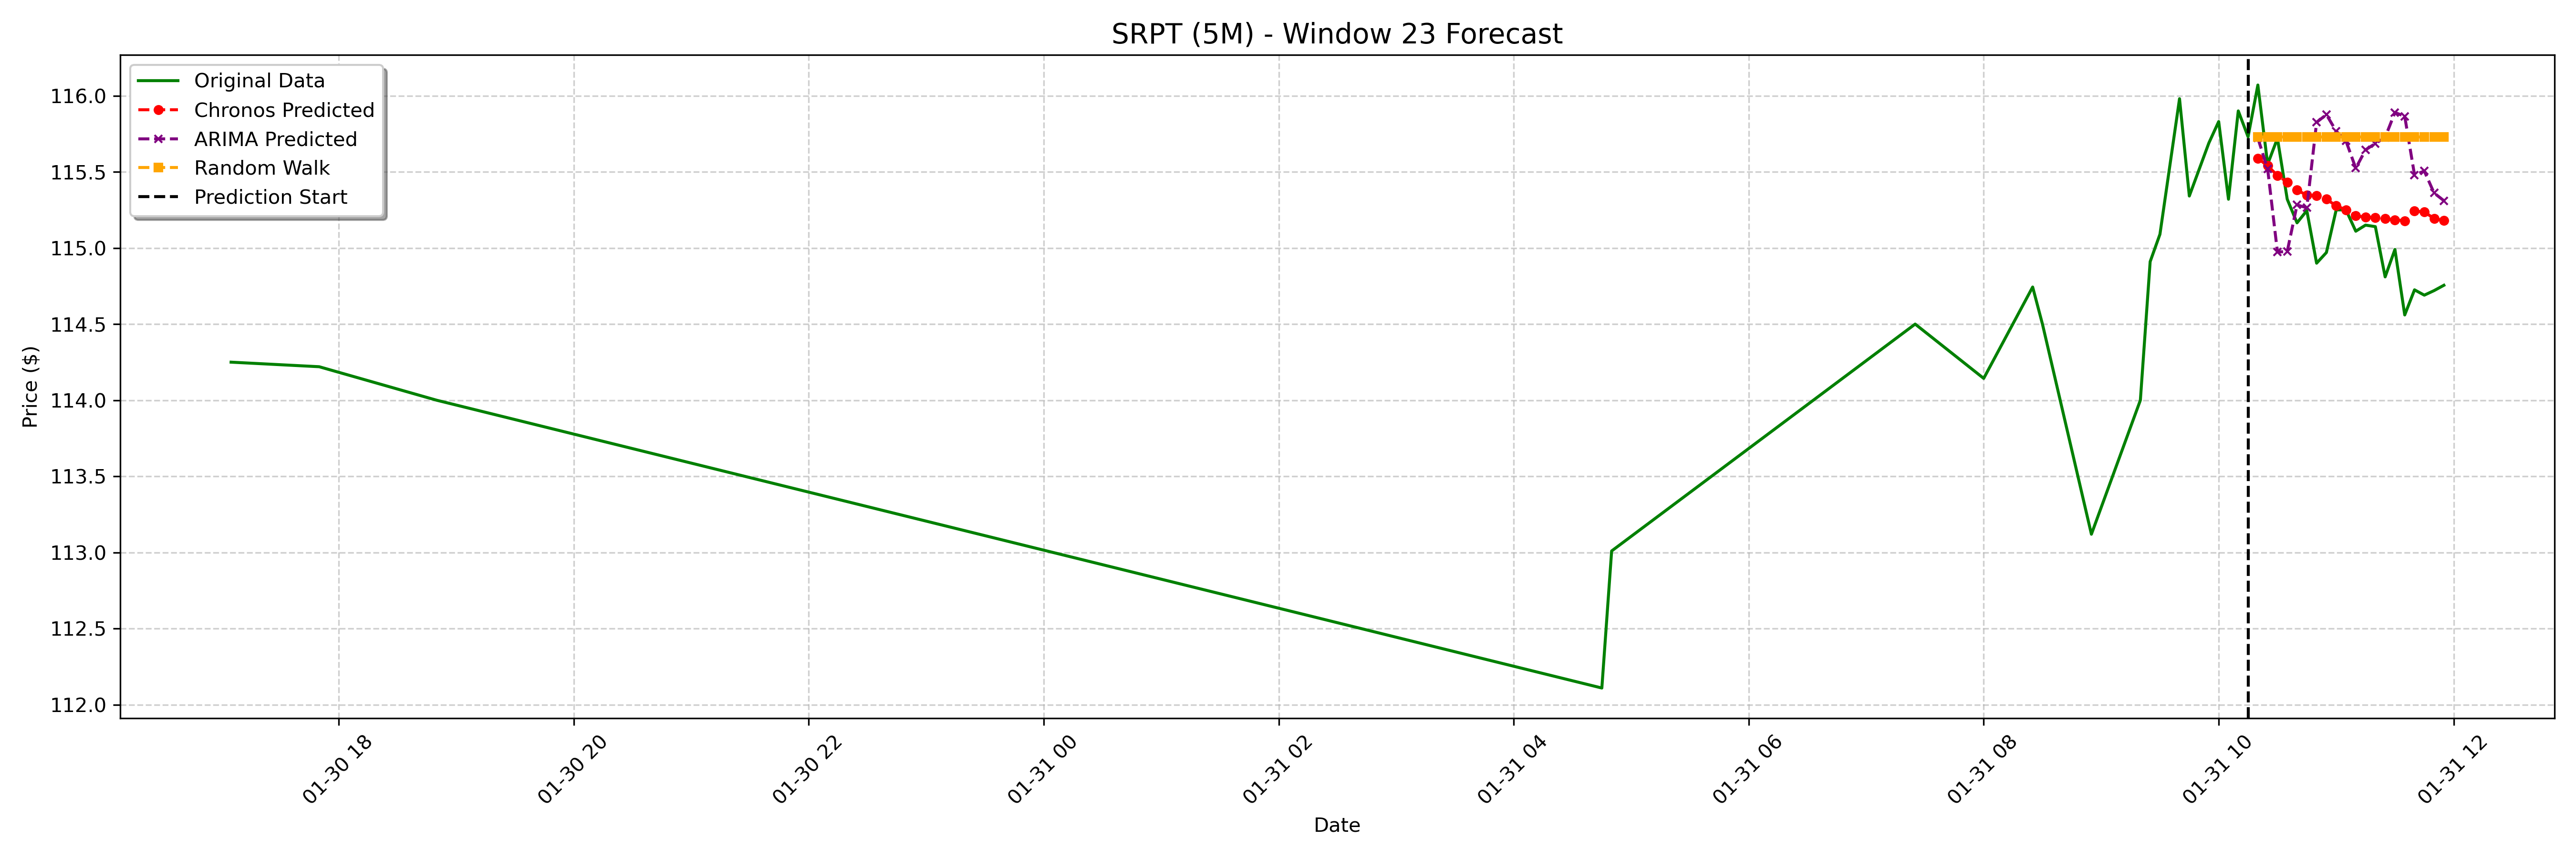 SRPT (5M) - Window 23 Forecast
Original Data
Chronos Predicted
ARIMA Predicted
Random Walk
Prediction Start
Price ($)
116.0
115.5
115.0
114.5
114.0
113.5
113.0
112.5
112.0
01-30 18
01-30 20
01-30 22
01-31 00
01-31 02
01-31 04
01-31 06
01-31 08
01-31 10
01-31 12
Date